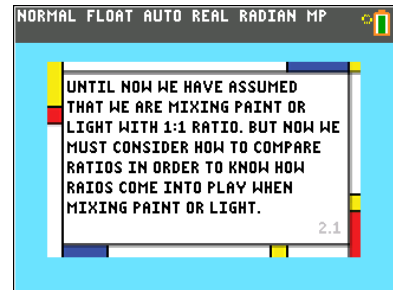 NORMAL FLOAT AUTO REAL RADIAN MP
UNTIL NOW WE HAVE ASSUMED
THAT WE ARE MIXING PAINT OR
LIGHT WITH 1:1 RATIO. BUT NOW WE
MUST CONSIDER HOW TO COMPARE
RATIOS IN ORDER TO KNOW HOW
RAIOS COME INTO PLAY WHEN
MIXING PAINT OR LIGHT.
2.1